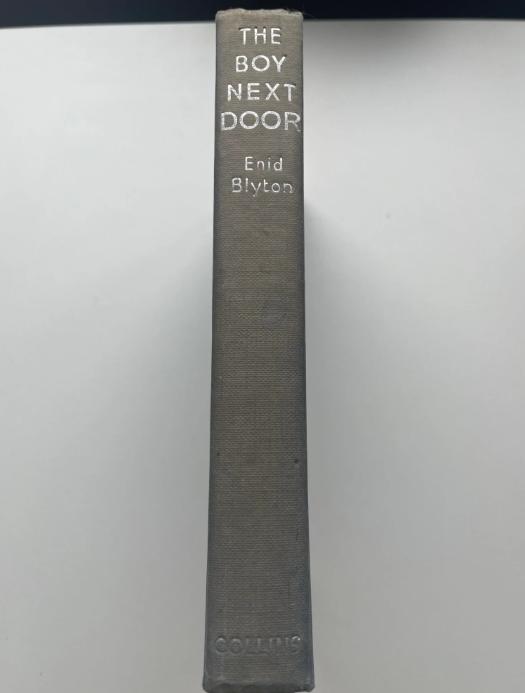 THE
BOY
NEXT
DOOR
Enid
Blyton
COLLINS